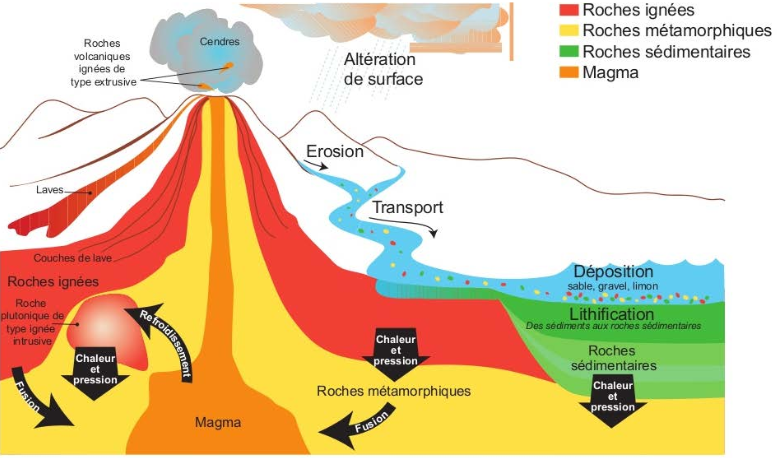 Roches ignées
Roches métamorphiques
Roches sédimentaires
Magma
Cendres
Roches
volcaniques
ignées de
type extrusive
Altération
de surface
Erosion
Transport
Laves
Couches de lave
Roches ignées
Roche
plutonique de
type ignée
intrusive
Refroidissement
Chaleur
et
pression
Fusion
Magma
Déposition
sable, gravel, limon
Lithification
Des sédiments aux roches sédimentaires
Roches
sédimentaires
Chaleur
et
pression
Chaleur
et
pression
Roches métamorphiques
Fusion